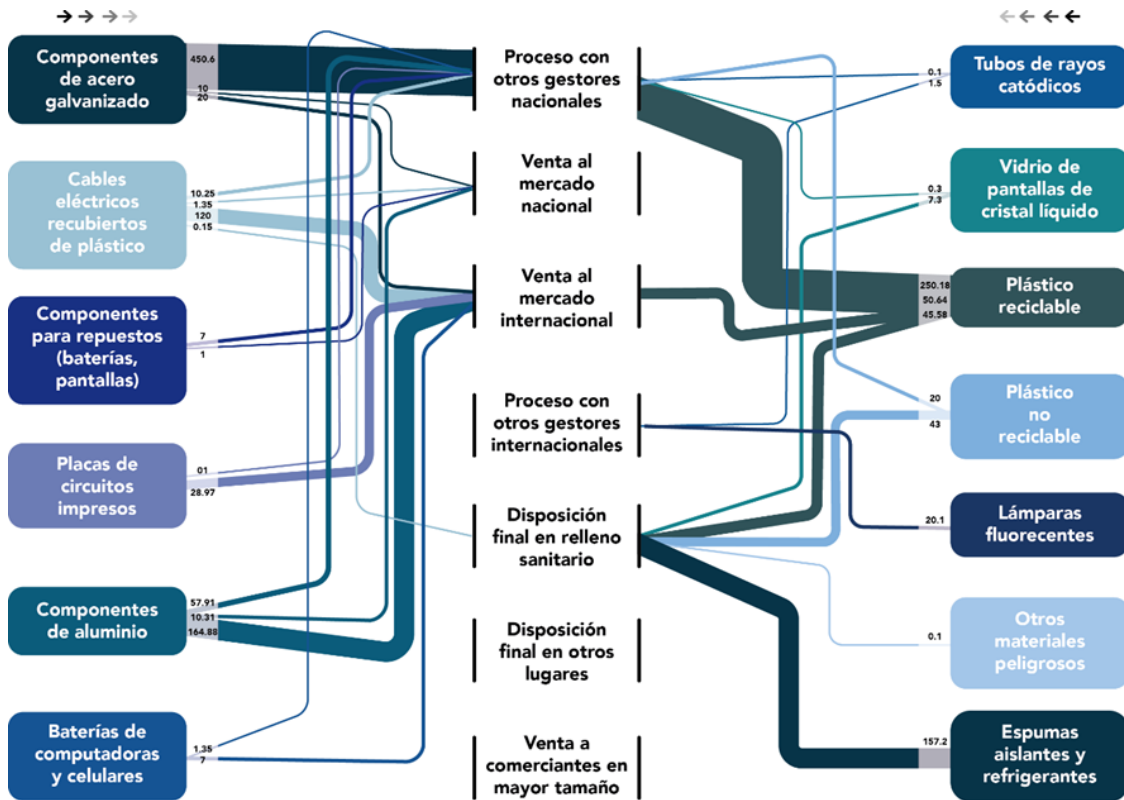 Componentes
de acero
galvanizado
450.6
10
20
Cables
eléctricos
recubiertos
de plástico
10.25
1.35
120
0.15
Componentes
para repuestos
(baterías,
pantallas)
7
1
Placas de
circuitos
impresos
01
28.97
Componentes
de aluminio
57.91
10.31
164.88
Baterías de
computadoras
y celulares
1.35
7
Proceso con
otros gestores
nacionales
Venta al
mercado
nacional
Venta al
mercado
internacional
Proceso con
otros gestores
internacionales
Disposición
final en relleno
sanitario
Disposición
final en otros
lugares
Venta a
comerciantes en
mayor tamaño
Tubos de rayos
catódicos
0.1
1.5
Vidrio de
pantallas de
cristal líquido
0.3
7.3
Plástico
reciclable
250.18
50.64
45.58
Plástico
no
reciclable
20
43
Lámparas
fluorecentes
20.1
Otros
materiales
peligrosos
0.1
Espumas
aislantes y
refrigerantes
157.2